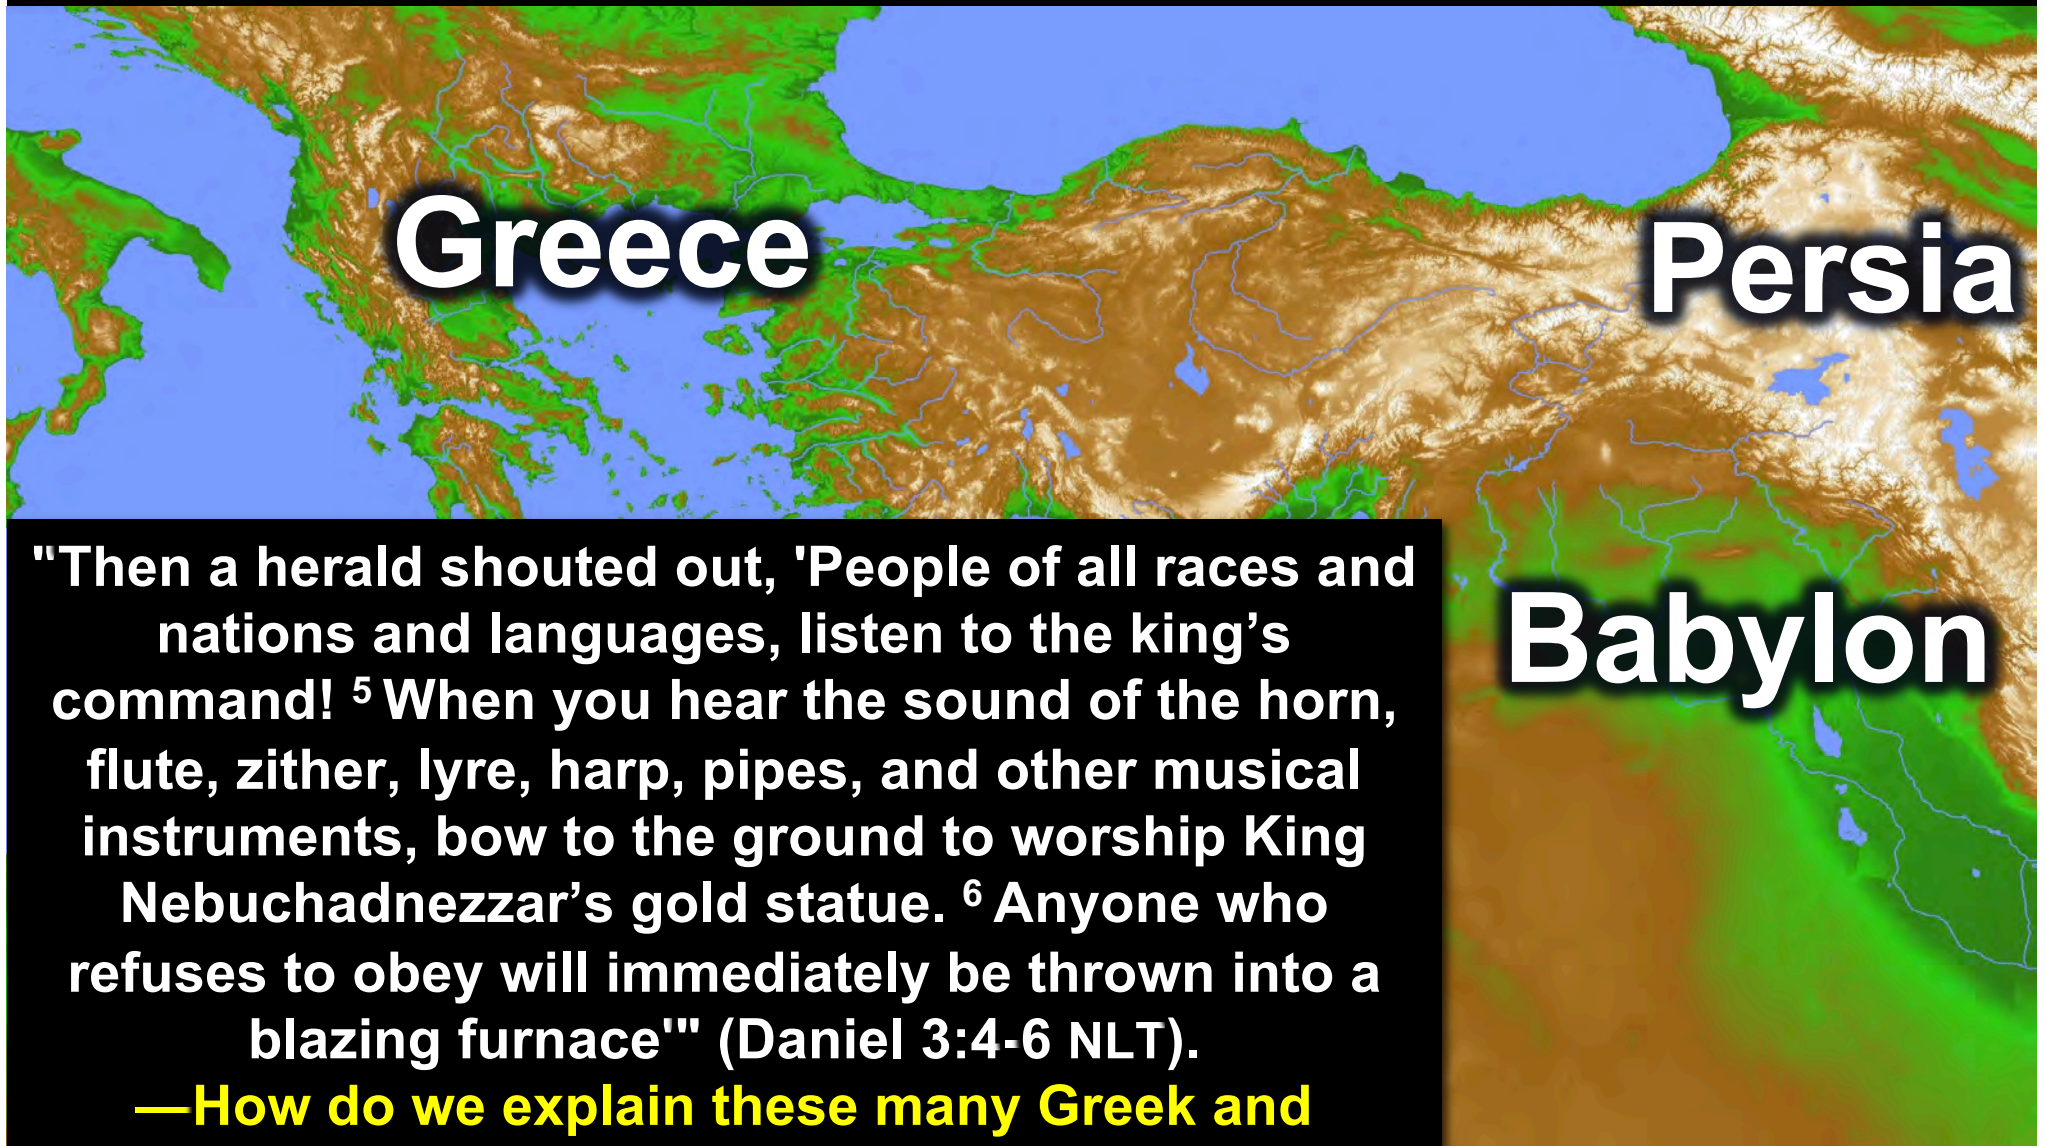 Greece
Persia
Babylon
"Then a herald shouted out, 'People of all races and
nations and languages, listen to the king’s
command! ⁵ When you hear the sound of the horn,
flute, zither, lyre, harp, pipes, and other musical
instruments, bow to the ground to worship King
Nebuchadnezzar’s gold statue. ⁶ Anyone who
refuses to obey will immediately be thrown into a
blazing furnace'" (Daniel 3:4-6 NLT).
—How do we explain these many Greek and